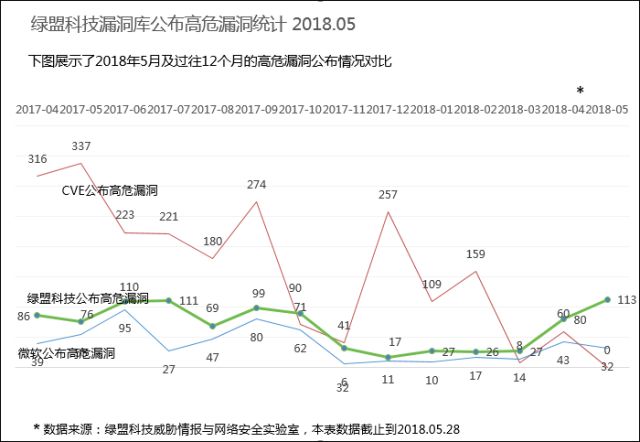 绿盟科技漏洞库公布高危漏洞统计 2018.05
下图展示了2018年5月及过往12个月的高危漏洞公布情况对比
*
2017-04 2017-05 2017-06 2017-07 2017-08 2017-09 2017-10 2017-11 2017-12 2018-01 2018-02 2018-03 2018-04 2018-05
316 337 223 221 180 274 71 41 257 109 159 8 60 0
CVE公布高危漏洞
绿盟科技公布高危漏洞
86 76 110 111 69 99 90 32 17 27 26 27 80 113
微软公布高危漏洞
39 95 27 47 80 62 6 11 10 17 14 43 32
* 数据来源：绿盟科技威胁情报与网络安全实验室，本表数据截止到2018.05.28